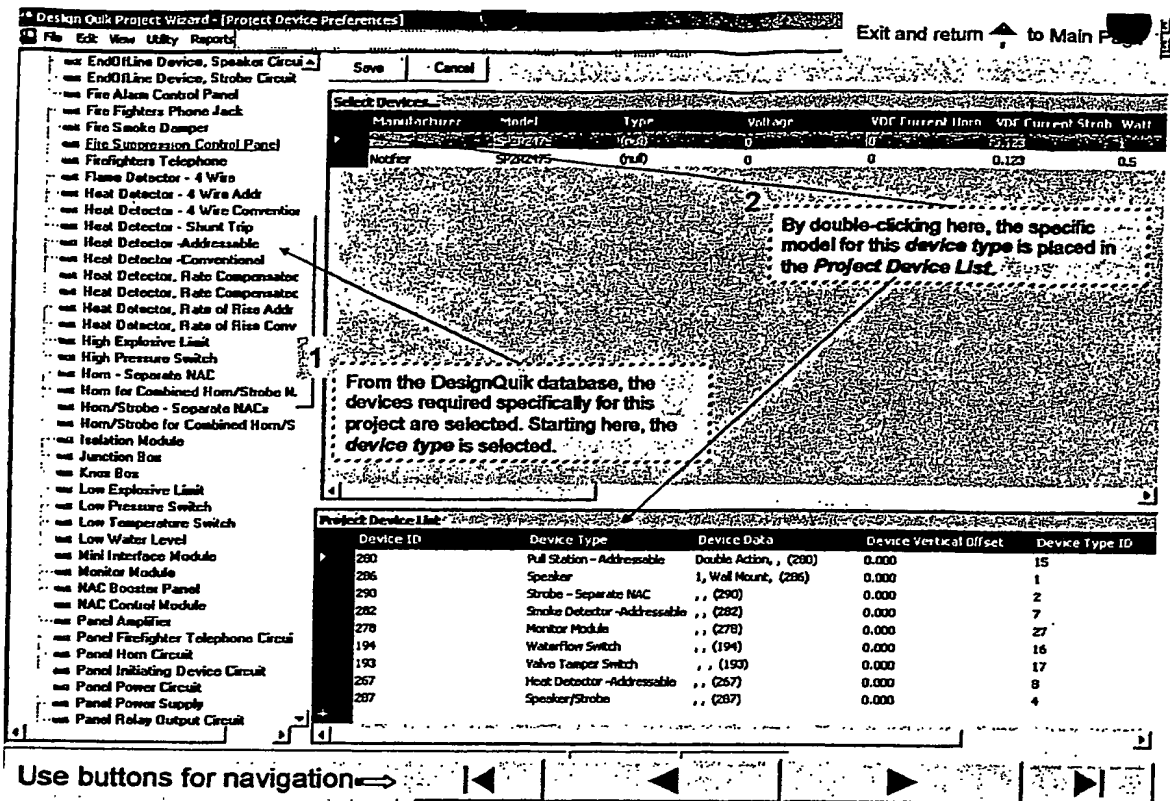 Design Quik Project Wizard - [Project Device Preferences]
File Edit View Utility Reports
Exit and return to Main
Save Cancel
EndOfLine Device, Speaker Circui
EndOfLine Device, Strobe Circuit
Fire Alarm Control Panel
Fire Fighters Phone Jack
Fire Smoke Damper
Fire Supression Control Panel
Firefighters Telephone
Flame Detector - 4 Wire
Heat Detector - 4 Wire Addr
Heat Detector - 4 Wire Convention
Heat Detector - Shunt Trip
Heat Detector -Addressable
Heat Detector -Conventional
Heat Detector, Rate Compensated
Heat Detector, Rate Compensated
Heat Detector, Rate of Rise Addr
Heat Detector, Rate of Rise Conv
High Explosive Limit
High Pressure Switch
Horn - Separate NAC
Horn for Combined Horn/Strobe N.
Horn/Strobe - Separate NACs
Horn/Strobe for Combined Horn/S
Isolation Module
Junction Box
Knox Box
Low Explosive Limit
Low Pressure Switch
Low Temperature Switch
Low Water Level
Mini Interface Module
Monitor Module
NAC Booster Panel
NAC Control Module
Panel Amplifier
Panel Firefighter Telephone Circui
Panel Horn Circuit
Panel Initiating Device Circuit
Panel Power Circuit
Panel Power Supply
Panel Relay Output Circuit
1
Select Devices...
Manufacturer Model Type Voltage VDC Current Horn VDC Current Strob Watt
(null) 0 0 0.123 1
Notifier SP2R2475 (null) 0 0 0.123 0.5
2
By double-clicking here, the specific
model for this device type is placed in
the Project Device List.
From the DesignQuik database, the
devices required specifically for this
project are selected. Starting here, the
device type is selected.
Project Device List
Device ID Device Type Device Data Device Vertical Offset Device Type ID
280 Pull Station - Addressable Double Action, , (280) 0.000 15
286 Speaker 1, Wall Mount, (286) 0.000 1
290 Strobe - Separate NAC , , (290) 0.000 2
282 Smoke Detector -Addressable , , (282) 0.000 7
278 Monitor Module , , (278) 0.000 27
194 Waterflow Switch , , (194) 0.000 16
193 Valve Tamper Switch , , (193) 0.000 17
267 Heat Detector -Addressable , , (267) 0.000 8
287 Speaker/Strobe , , (287) 0.000 4
Use buttons for navigation